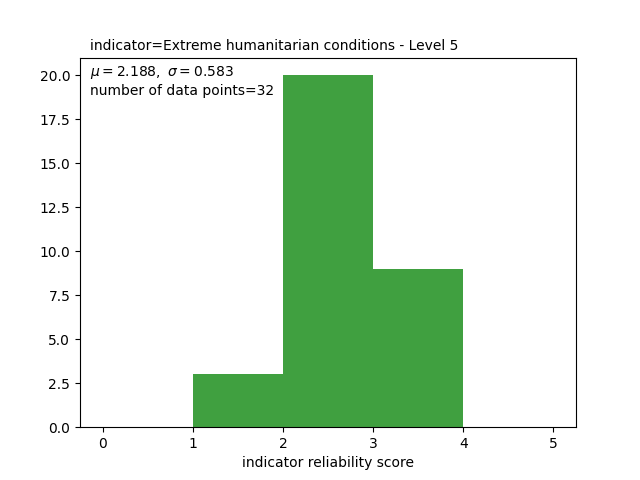 indicator=Extreme humanitarian conditions - Level 5
μ = 2.188,  σ = 0.583
number of data points=32
20.0
17.5
15.0
12.5
10.0
7.5
5.0
2.5
0.0
0 1 2 3 4 5
indicator reliability score